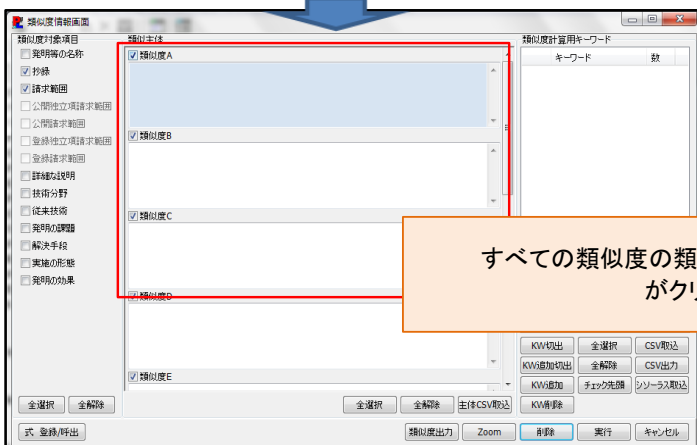 類似度情報画面
類似度対象項目
発明等の名称
抄録
請求範囲
公開独立項請求範囲
公開請求範囲
登録独立項請求範囲
登録請求範囲
詳細な説明
技術分野
従来技術
発明の課題
解決手段
実施の形態
発明の効果
全選択 全解除
式 登録/呼出
類似主体
類似度A
類似度B
類似度C
類似度D
類似度E
全選択 全解除 主体CSV取込
類似度計算用キーワード
キーワード 数
すべての類似度の類
がクリ
KW切出 全選択 CSV取込
KW追加切出 全解除 CSV出力
KW追加 チェック先頭 シソーラス取込
KW削除
類似度出力 Zoom 削除 実行 キャンセル